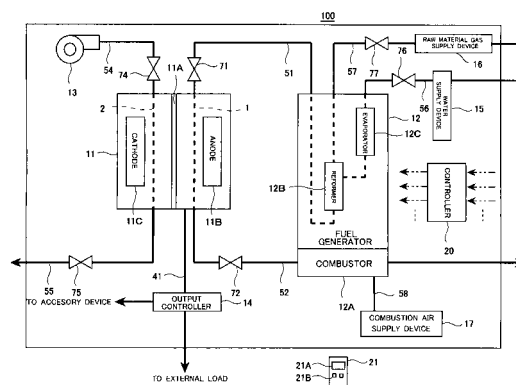 100
54
13
74
11A
71
51
57
77
RAW MATERIAL GAS
SUPPLY DEVICE
16
76
56
WATER
SUPPLY DEVICE
15
2
1
11
CATHODE
ANODE
11C
11B
12
EVAPORATOR
12C
12B
REFORMER
FUEL
GENERATOR
CONTROLLER
20
COMBUSTOR
12A
55
75
41
72
52
58
TO ACCESORY DEVICE
OUTPUT
CONTROLLER
14
COMBUSTION AIR
SUPPLY DEVICE
17
TO EXTERNAL LOAD
21
21A
21B